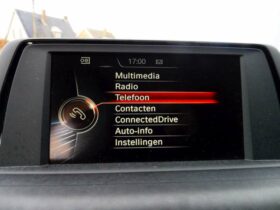 17:00
Multimedia
Radio
Telefoon
Contacten
ConnectedDrive
Auto-info
Instellingen